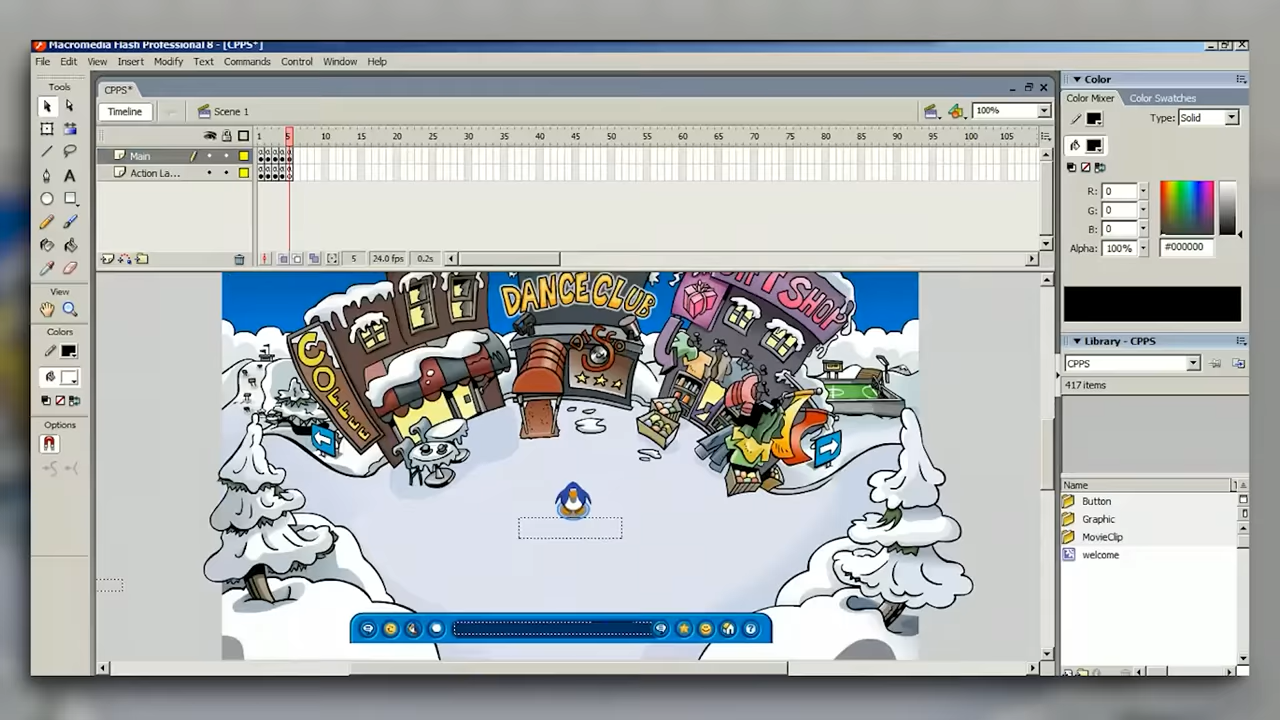 Macromedia Flash Professional 8 - [CPPS*]
File Edit View Insert Modify Text Commands Control Window Help
Tools
View
Colors
Options
CPPS*
Timeline
Scene 1
100%
1 5 10 15 20 25 30 35 40 45 50 55 60 65 70 75 80 85 90 95 100 105
Main
Action La...
5 24.0 fps 0.2s
COFFEE
DANCE CLUB
DISCO
GIFT SHOP
Color
Color Mixer Color Swatches
Type: Solid
R: 0
G: 0
B: 0
Alpha: 100% #000000
Library - CPPS
CPPS
417 items
Name
Button
Graphic
MovieClip
welcome